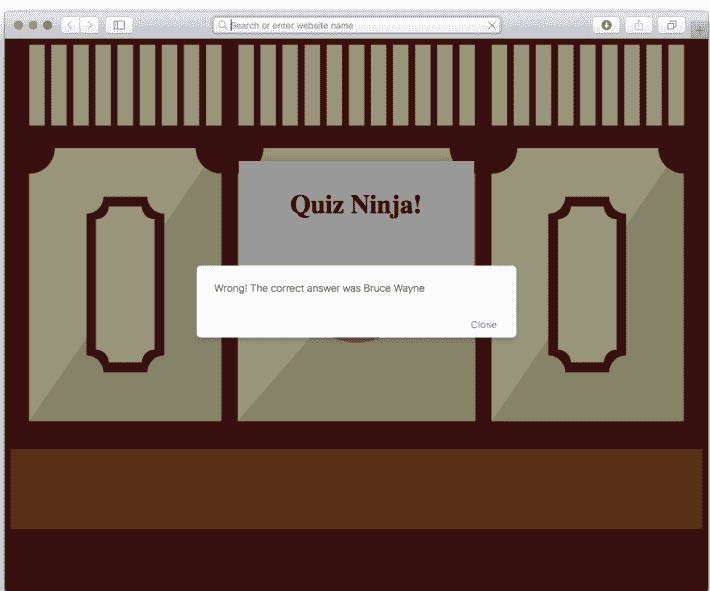 Search or enter website name
Quiz Ninja!
Wrong! The correct answer was Bruce Wayne
Close